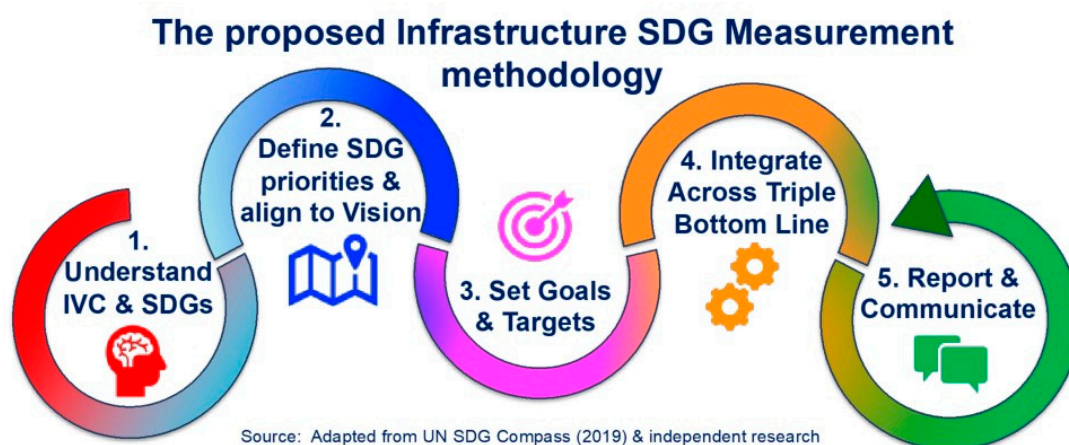 The proposed Infrastructure SDG Measurement
methodology
1.
Understand
IVC & SDGs
2.
Define SDG
priorities &
align to Vision
3. Set Goals
& Targets
4. Integrate
Across Triple
Bottom Line
5. Report &
Communicate
Source: Adapted from UN SDG Compass (2019) & independent research